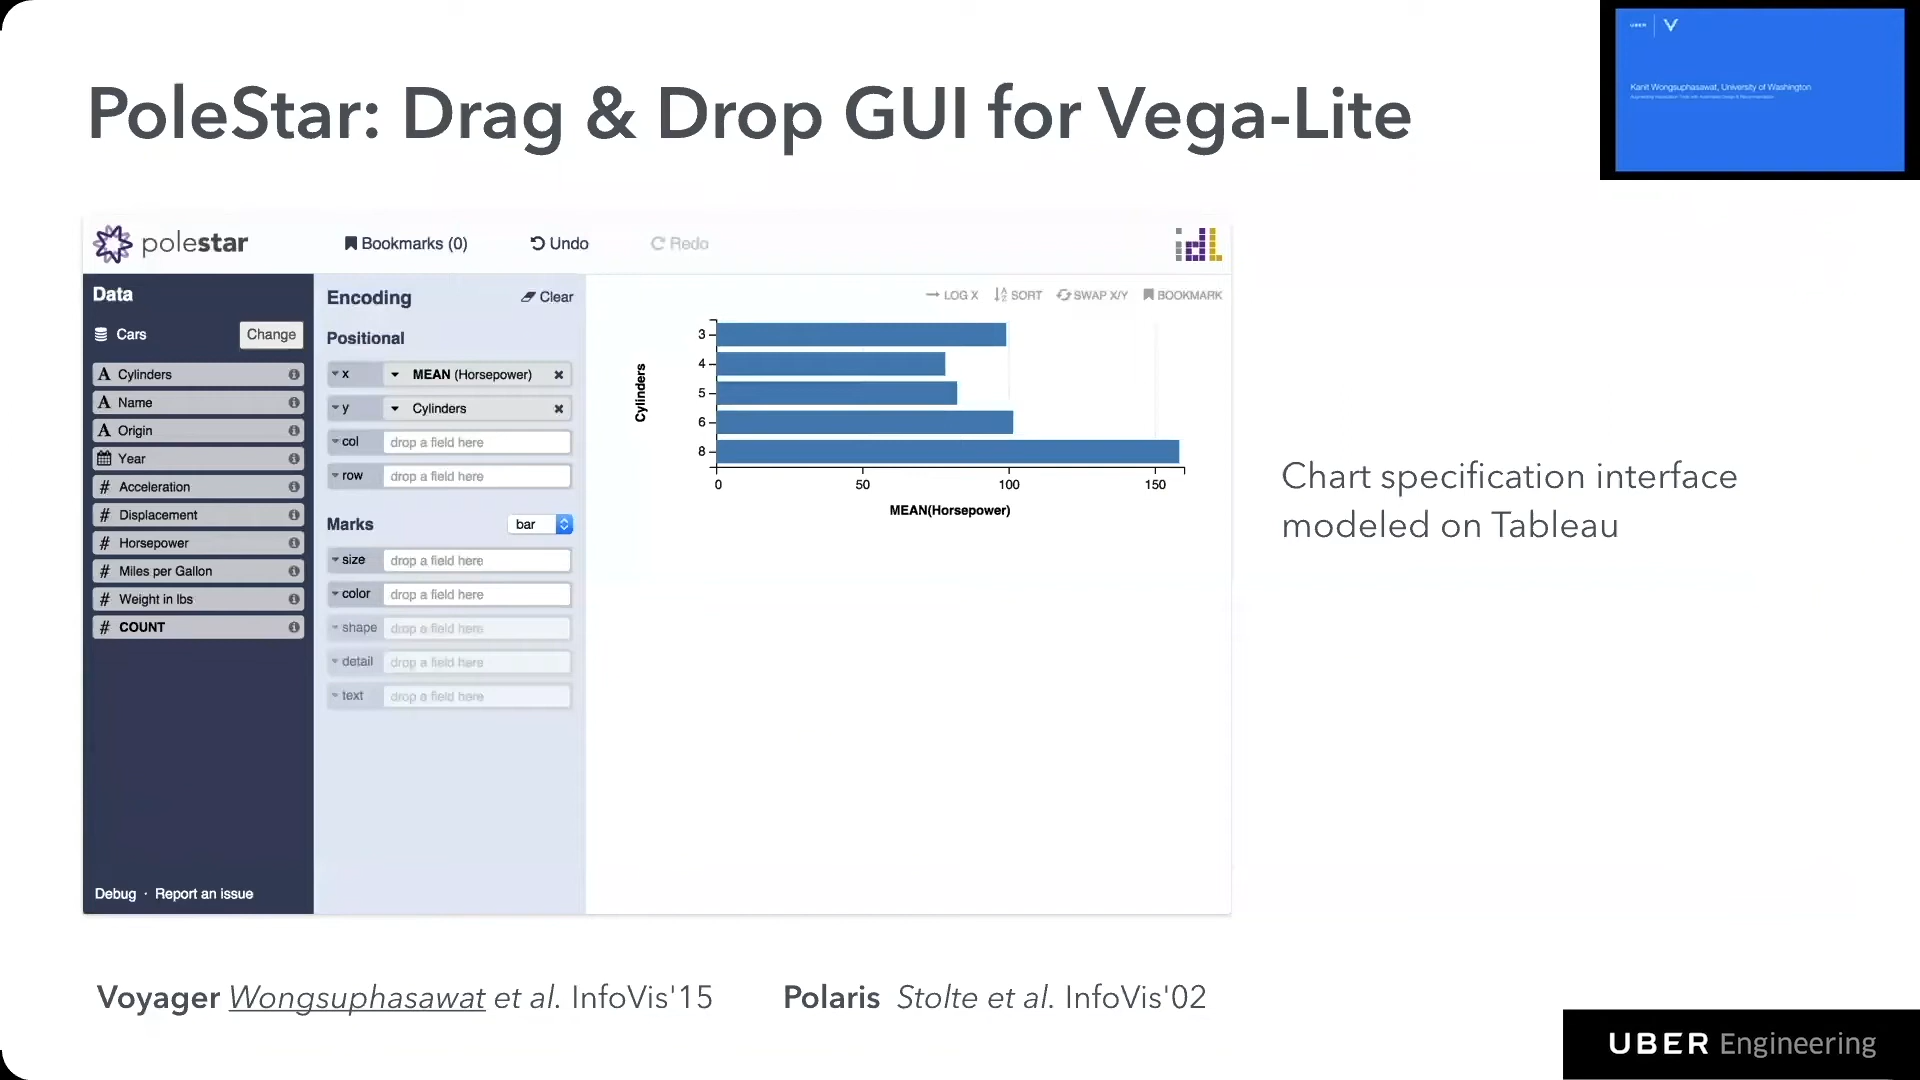 PoleStar: Drag & Drop GUI for Vega-Lite
UBER
Kanit Wongsuphasawat, University of Washington
polestar
Bookmarks (0)
Undo
Redo
idl
Data
Cars
Change
A Cylinders
A Name
A Origin
Year
# Acceleration
# Displacement
# Horsepower
# Miles per Gallon
# Weight in lbs
# COUNT
Debug · Report an issue
Encoding
Clear
Positional
x MEAN (Horsepower)
y Cylinders
col drop a field here
row drop a field here
Marks bar
size drop a field here
color drop a field here
shape drop a field here
detail drop a field here
text drop a field here
LOG X SORT SWAP X/Y BOOKMARK
Cylinders
3
4
5
6
8
0 50 100 150
MEAN(Horsepower)
Chart specification interface
modeled on Tableau
Voyager Wongsuphasawat et al. InfoVis'15 Polaris Stolte et al. InfoVis'02
UBER Engineering